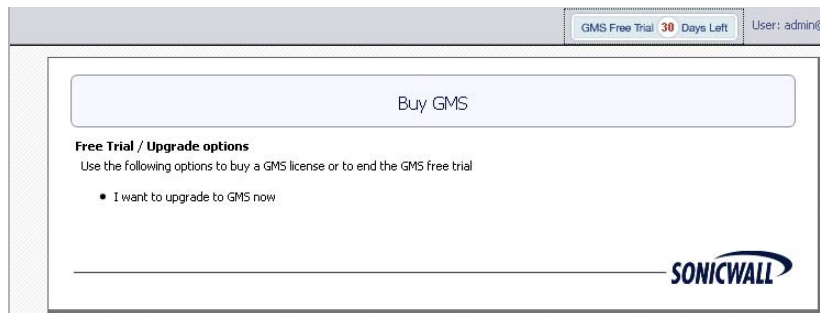 GMS Free Trial 30 Days Left User: admin@
Buy GMS
Free Trial / Upgrade options
Use the following options to buy a GMS license or to end the GMS free trial
• I want to upgrade to GMS now
SONICWALL